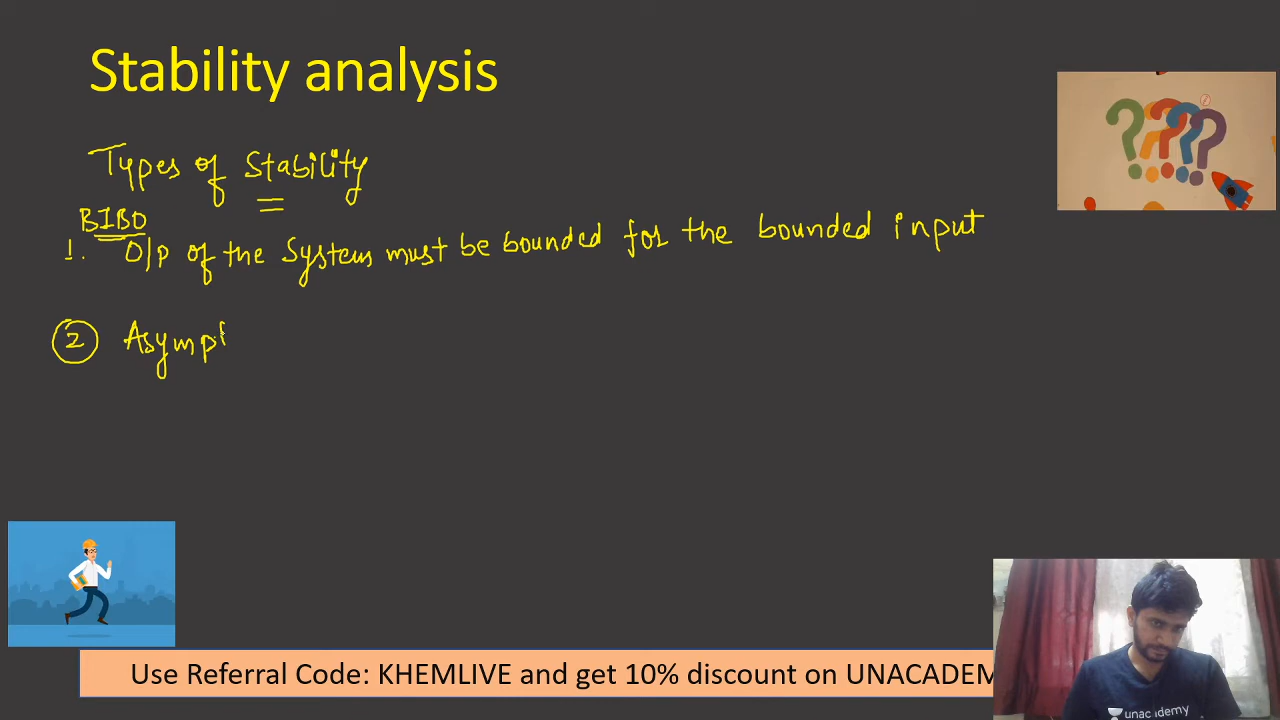 Stability analysis
Types of Stability
BIBO
1. O/P of the System must be bounded for the bounded input
2 Asympt
Use Referral Code: KHEMLIVE and get 10% discount on UNACADEM
unacademy